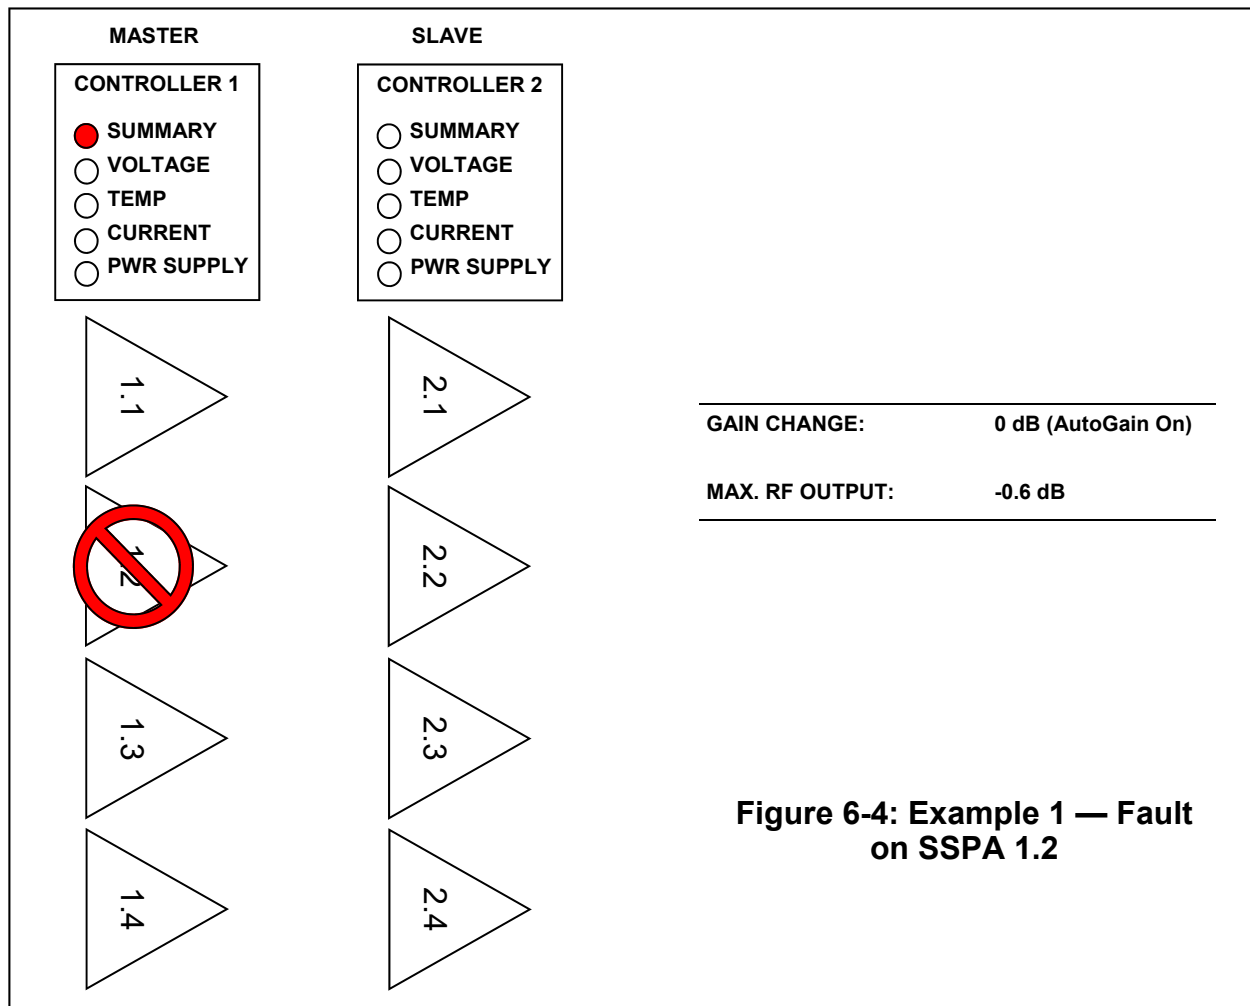 MASTER
CONTROLLER 1
SUMMARY
VOLTAGE
TEMP
CURRENT
PWR SUPPLY
1.1
1.2
1.3
1.4
SLAVE
CONTROLLER 2
SUMMARY
VOLTAGE
TEMP
CURRENT
PWR SUPPLY
2.1
2.2
2.3
2.4
GAIN CHANGE: 0 dB (AutoGain On)
MAX. RF OUTPUT: -0.6 dB
Figure 6-4: Example 1 — Fault
on SSPA 1.2